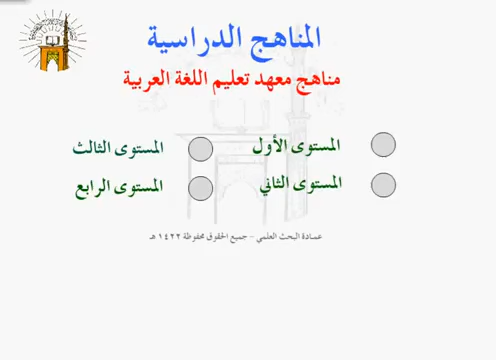 المناهج الدراسية
مناهج معهد تعليم اللغة العربية
المستوى الأول
المستوى الثاني
المستوى الثالث
المستوى الرابع
عمادة البحث العلمي - جميع الحقوق محفوظة ١٤٢٢ هـ